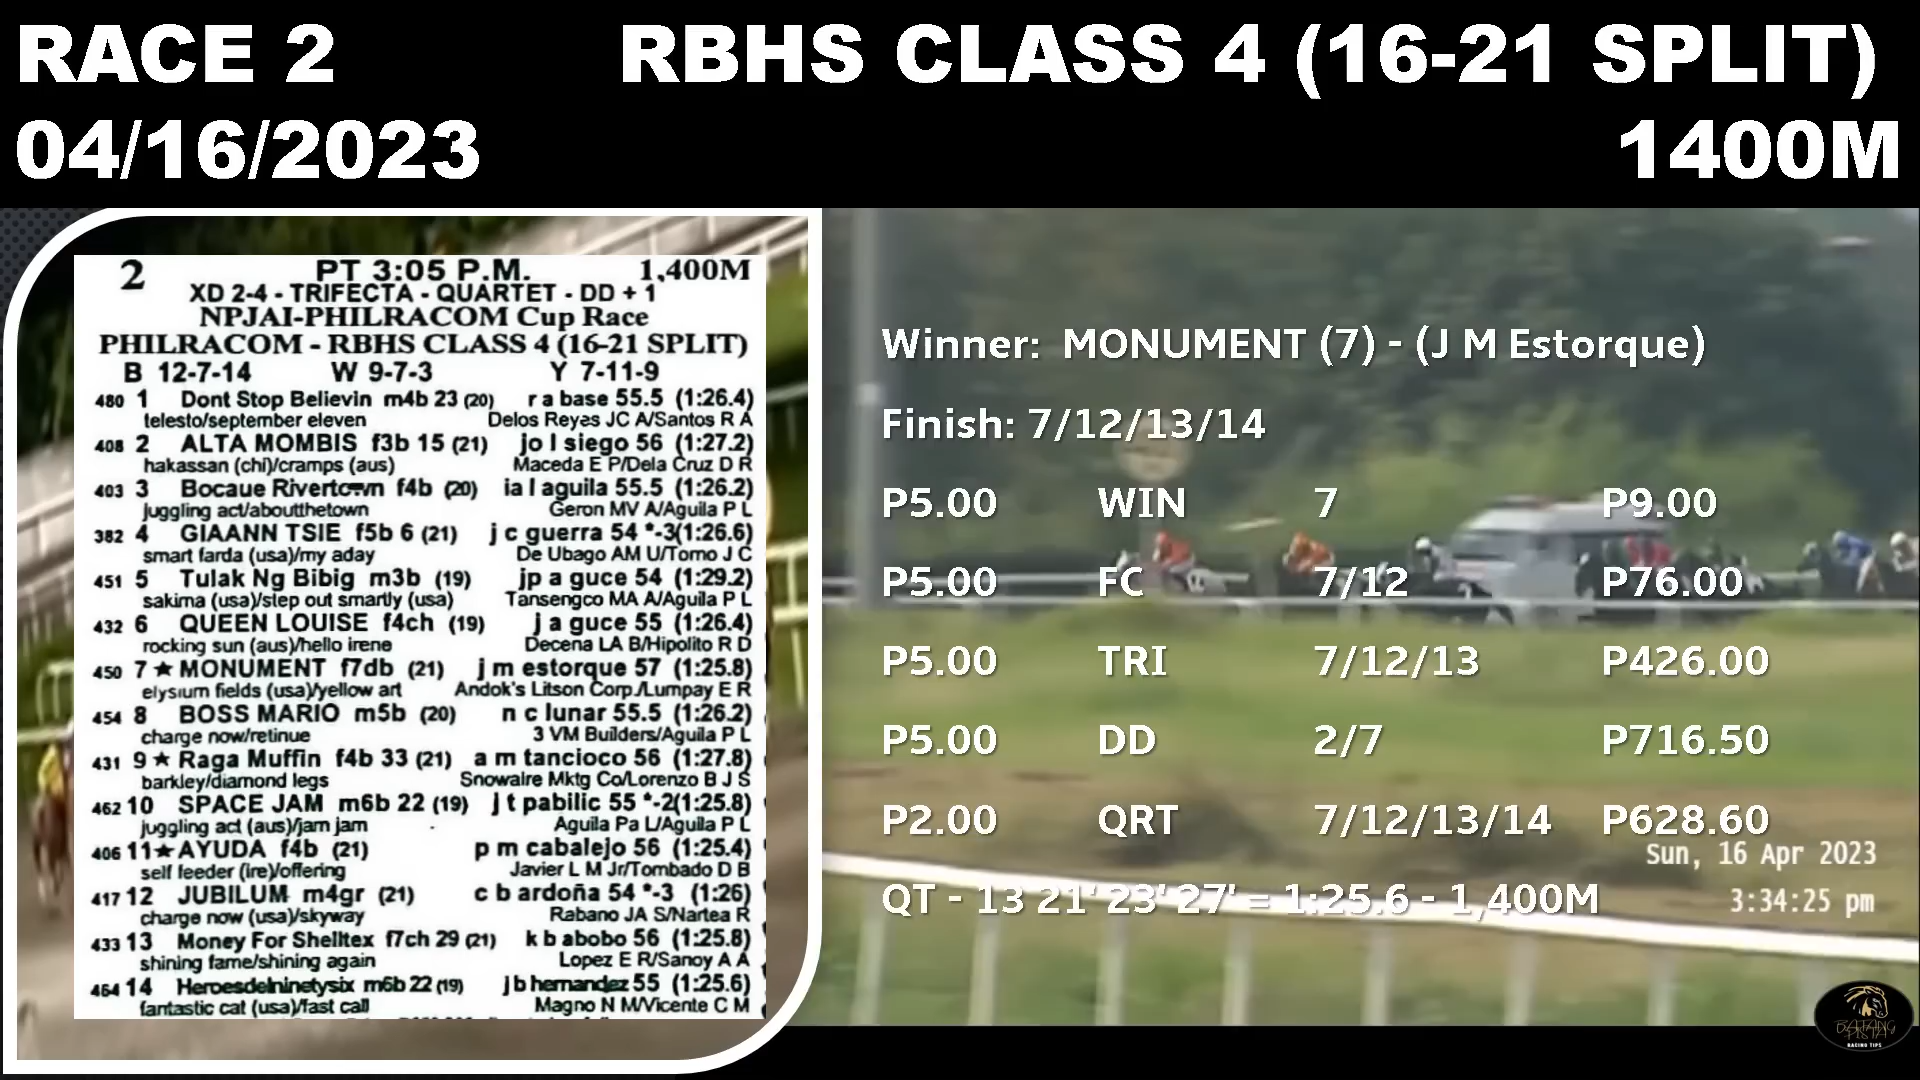 RACE 2
RBHS CLASS 4 (16-21 SPLIT)
04/16/2023
1400M
2 PT 3:05 P.M. 1,400M
XD 2-4 - TRIFECTA - QUARTET - DD + 1
NPJAI-PHILRACOM Cup Race
PHILRACOM - RBHS CLASS 4 (16-21 SPLIT)
B 12-7-14 W 9-7-3 Y 7-11-9
480 1 Dont Stop Believin m4b 23 (20) r a base 55.5 (1:26.4)
telesto/september eleven Delos Reyes JC A/Santos R A
408 2 ALTA MOMBIS f3b 15 (21) jo l siego 56 (1:27.2)
hakassan (chi)/cramps (aus) Maceda E P/Dela Cruz D R
403 3 Bocaue Rivertown f4b (20) ia l aguila 55.5 (1:26.2)
juggling act/aboutthetown Geron MV A/Aguila P L
382 4 GIAANN TSIE f5b 6 (21) j c guerra 54 *-3(1:26.6)
smart farda (usa)/my aday De Ubago AM U/Tomo J C
451 5 Tulak Ng Bibig m3b (19) jp a guce 54 (1:29.2)
sakima (usa)/step out smartly (usa) Tansengco MA A/Aguila P L
432 6 QUEEN LOUISE f4ch (19) j a guce 55 (1:26.4)
rocking sun (aus)/hello irene Decena LA B/Hipolito R D
450 7★ MONUMENT f7db (21) j m estorque 57 (1:25.8)
elysium fields (usa)/yellow art Andok's Litson Corp./Lumpay E R
454 8 BOSS MARIO m5b (20) n c lunar 55.5 (1:26.2)
charge now/retinue 3 VM Builders/Aguila P L
431 9★ Raga Muffin f4b 33 (21) a m tancioco 56 (1:27.8)
barkley/diamond legs Snowaire Mktg Co/Lorenzo B J S
462 10 SPACE JAM m6b 22 (19) j t pabilic 55 *-2(1:25.8)
juggling act (aus)/jam jam Aguila Pa L/Aguila P L
406 11★ AYUDA f4b (21) p m cabalejo 56 (1:25.4)
self feeder (ire)/offering Javier L M Jr/Tombado D B
417 12 JUBILUM m4gr (21) c b ardoña 54 *-3 (1:26)
charge now (usa)/skyway Rabano JA S/Nartea R
433 13 Money For Shelltex f7ch 29 (21) k b abobo 56 (1:25.8)
shining fame/shining again Lopez E R/Sanoy A A
464 14 Heroesdelninetysix m6b 22 (19) j b hernandez 55 (1:25.6)
fantastic cat (usa)/fast call Magno N M/Vicente C M
Winner: MONUMENT (7) - (J M Estorque)
Finish: 7/12/13/14
P5.00 WIN 7 P9.00
P5.00 FC 7/12 P76.00
P5.00 TRI 7/12/13 P426.00
P5.00 DD 2/7 P716.50
P2.00 QRT 7/12/13/14 P628.60
Sun, 16 Apr 2023
QT - 13 21' 23' 27' = 1:25.6 - 1,400M
3:34:25 pm
BATANG
PISTA
RACING TIPS